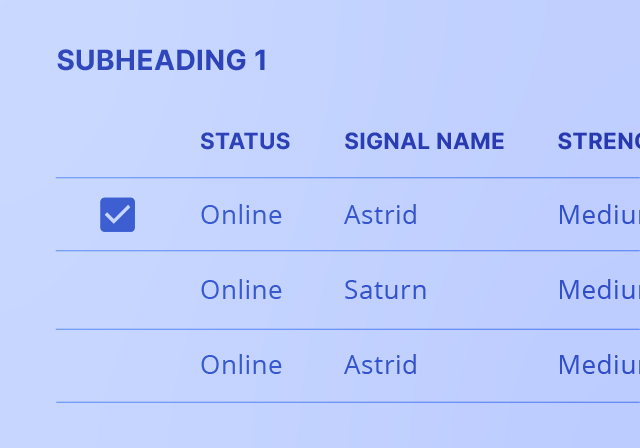 SUBHEADING 1
STATUS SIGNAL NAME
Online Astrid
Online Saturn
Online Astrid